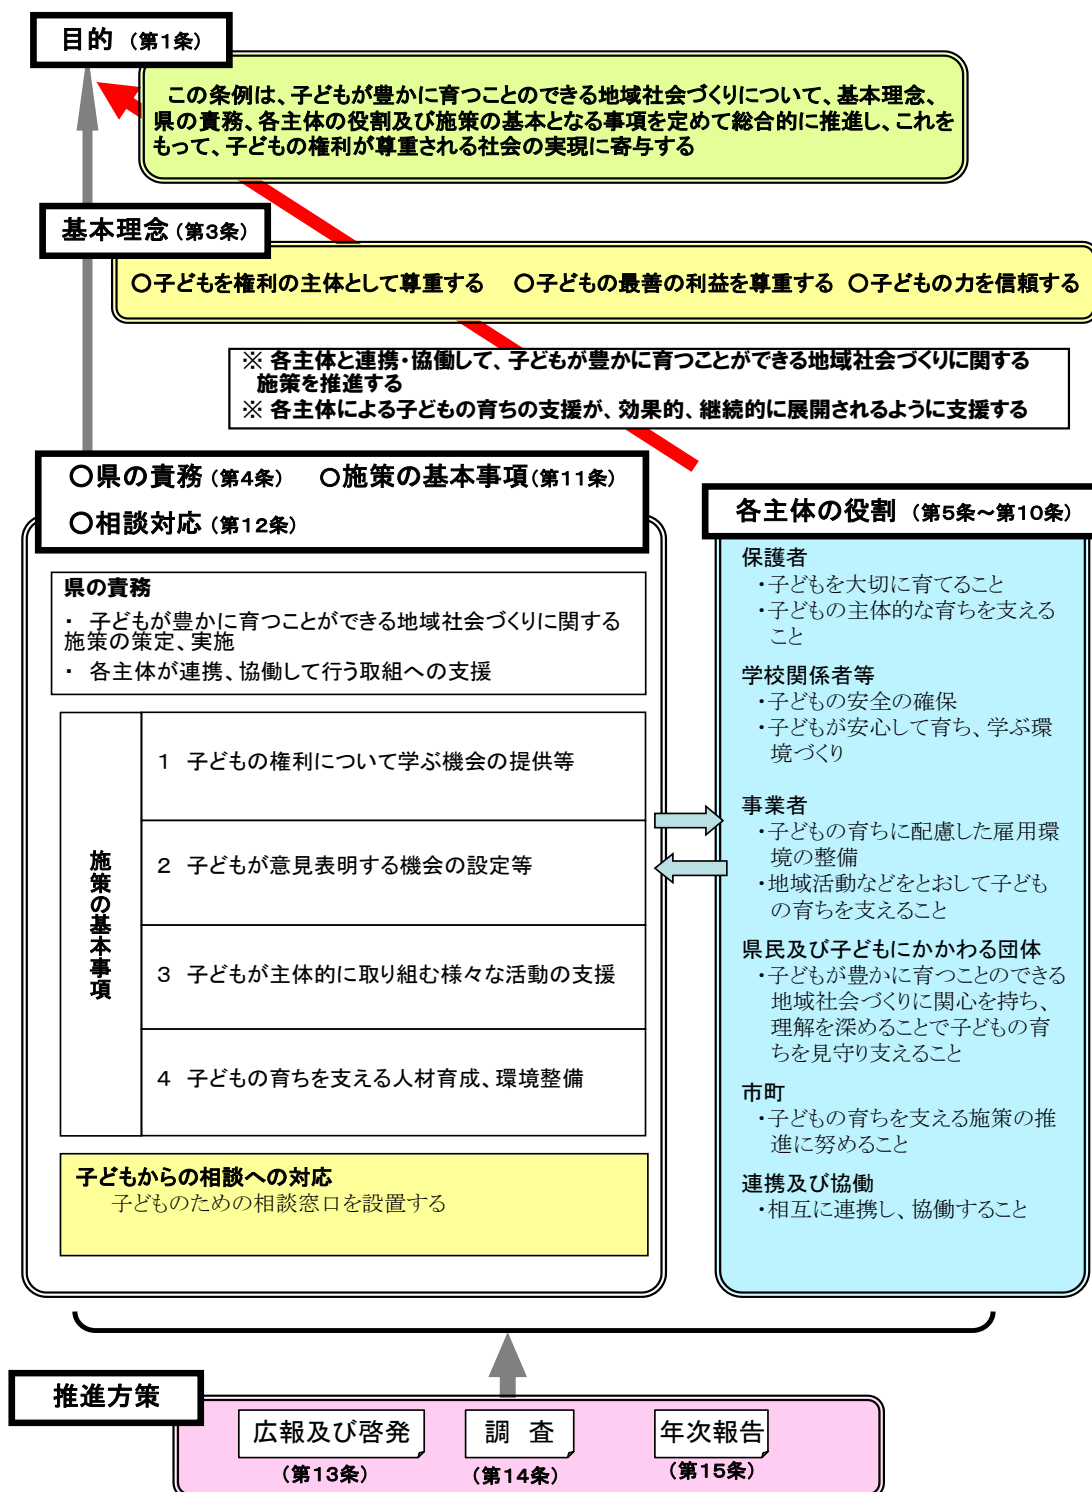 目的（第1条）
この条例は、子どもが豊かに育つことのできる地域社会づくりについて、基本理念、
県の責務、各主体の役割及び施策の基本となる事項を定めて総合的に推進し、これを
もって、子どもの権利が尊重される社会の実現に寄与する
基本理念（第3条）
○子どもを権利の主体として尊重する　○子どもの最善の利益を尊重する ○子どもの力を信頼する
※ 各主体と連携・協働して、子どもが豊かに育つことができる地域社会づくりに関する
施策を推進する
※ 各主体による子どもの育ちの支援が、効果的、継続的に展開されるように支援する
○県の責務（第4条）　○施策の基本事項（第11条）
○相談対応（第12条）
県の責務
・ 子どもが豊かに育つことができる地域社会づくりに関する
施策の策定、実施
・ 各主体が連携、協働して行う取組への支援
施策の基本事項
1 子どもの権利について学ぶ機会の提供等
2 子どもが意見表明する機会の設定等
3 子どもが主体的に取り組む様々な活動の支援
4 子どもの育ちを支える人材育成、環境整備
子どもからの相談への対応
子どものための相談窓口を設置する
各主体の役割（第5条～第10条）
保護者
・子どもを大切に育てること
・子どもの主体的な育ちを支える
こと
学校関係者等
・子どもの安全の確保
・子どもが安心して育ち、学ぶ環
境づくり
事業者
・子どもの育ちに配慮した雇用環
境の整備
・地域活動などをとおして子ども
の育ちを支えること
県民及び子どもにかかわる団体
・子どもが豊かに育つことのできる
地域社会づくりに関心を持ち、
理解を深めることで子どもの育
ちを見守り支えること
市町
・子どもの育ちを支える施策の推
進に努めること
連携及び協働
・相互に連携し、協働すること
推進方策
広報及び啓発
（第13条）
調　査
（第14条）
年次報告
（第15条）